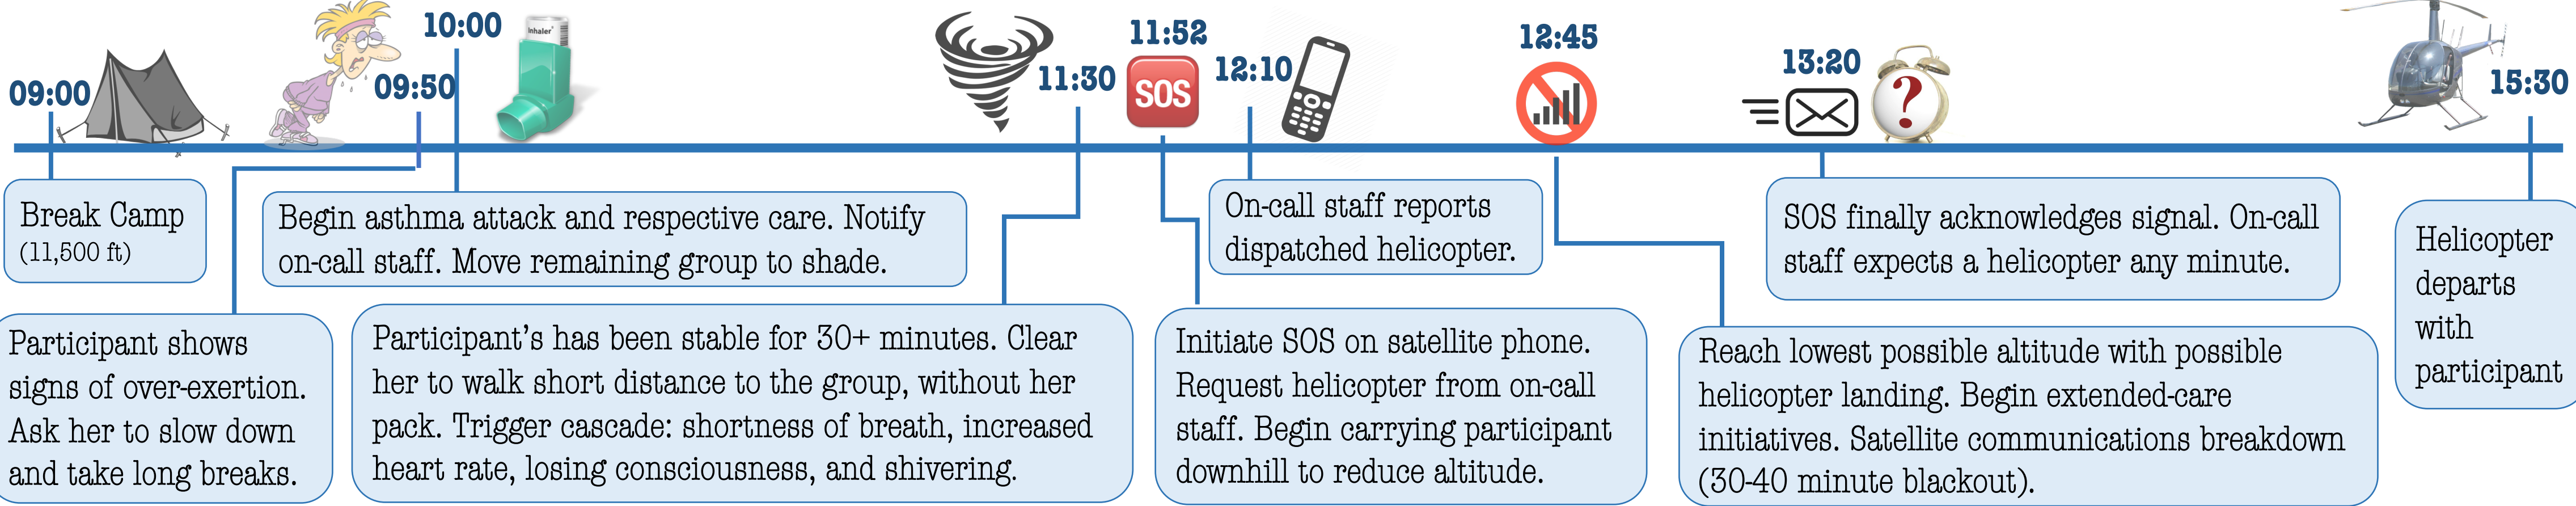 09:00
Break Camp
(11,500 ft)
09:50
Participant shows
signs of over-exertion.
Ask her to slow down
and take long breaks.
10:00
Inhaler
Begin asthma attack and respective care. Notify
on-call staff. Move remaining group to shade.
11:30
Participant’s has been stable for 30+ minutes. Clear
her to walk short distance to the group, without her
pack. Trigger cascade: shortness of breath, increased
heart rate, losing consciousness, and shivering.
11:52
SOS
Initiate SOS on satellite phone.
Request helicopter from on-call
staff. Begin carrying participant
downhill to reduce altitude.
12:10
On-call staff reports
dispatched helicopter.
12:45
Reach lowest possible altitude with possible
helicopter landing. Begin extended-care
initiatives. Satellite communications breakdown
(30-40 minute blackout).
13:20
?
SOS finally acknowledges signal. On-call
staff expects a helicopter any minute.
15:30
Helicopter
departs
with
participant